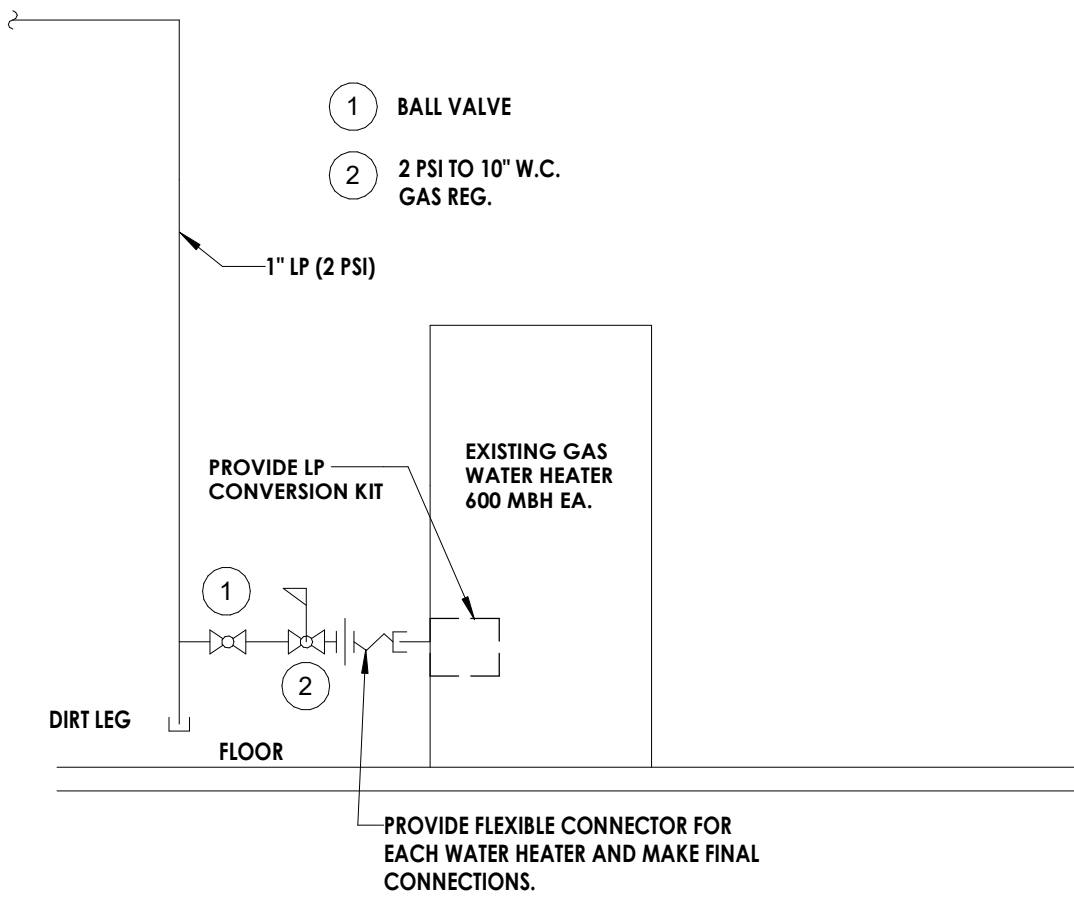 1 BALL VALVE
2 2 PSI TO 10" W.C.
GAS REG.
1" LP (2 PSI)
PROVIDE LP
CONVERSION KIT
EXISTING GAS
WATER HEATER
600 MBH EA.
1
2
DIRT LEG
FLOOR
PROVIDE FLEXIBLE CONNECTOR FOR
EACH WATER HEATER AND MAKE FINAL
CONNECTIONS.